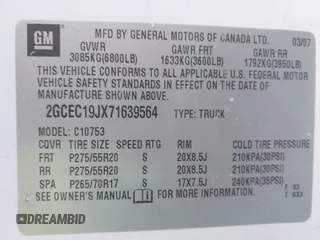 GM
MFD BY GENERAL MOTORS OF CANADA LTD. 03/07
GVWR GAWR FRT GAWR RR
3085KG(6800LB) 1633KG(3600LB) 1792KG(3950LB)
THIS VEHICLE CONFORMS TO ALL APPLICABLE U.S. FEDERAL MOTOR
VEHICLE SAFETY STANDARDS IN EFFECT ON THE DATE OF
MANUFACTURE SHOWN ABOVE.
2GCEC19JX71639564 TYPE: TRUCK
MODEL: C10753
CQVR TIRE SIZE SPEED RTG RIM COLD TIRE PRESSURE
FRT P275/55R20 S 20X8.5J 210KPA(30PSI)
RR P275/55R20 S 20X8.5J 210KPA(30PSI)
SPA P265/70R17 S 17X7.5J 240KPA(35PSI)
SEE OWNER'S MANUAL FOR MORE INFORMATION.
DREAMBID